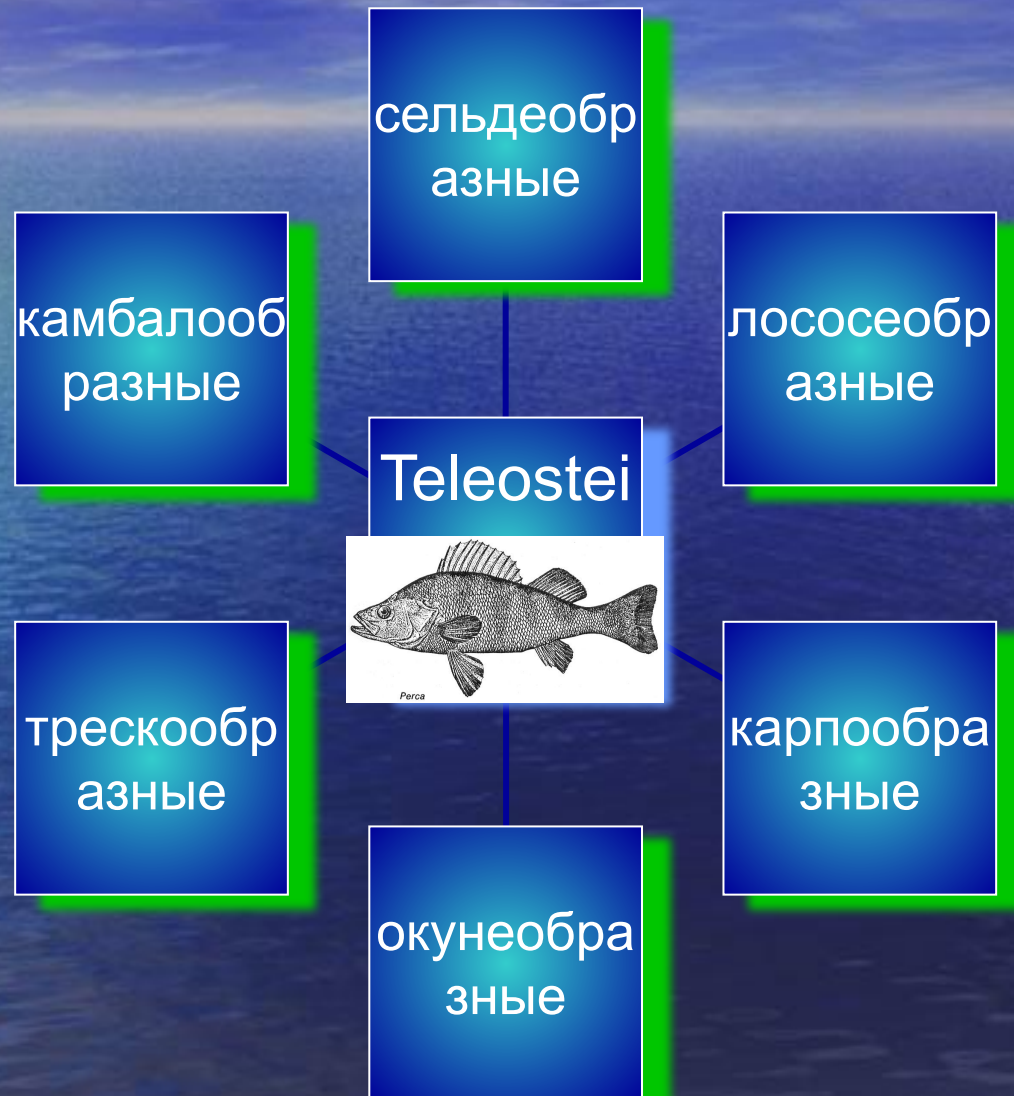 сельдеобр
азные
камбалооб
разные
лососеобр
азные
Teleostei
Perca
трескообр
азные
карпообра
зные
окунеобра
зные